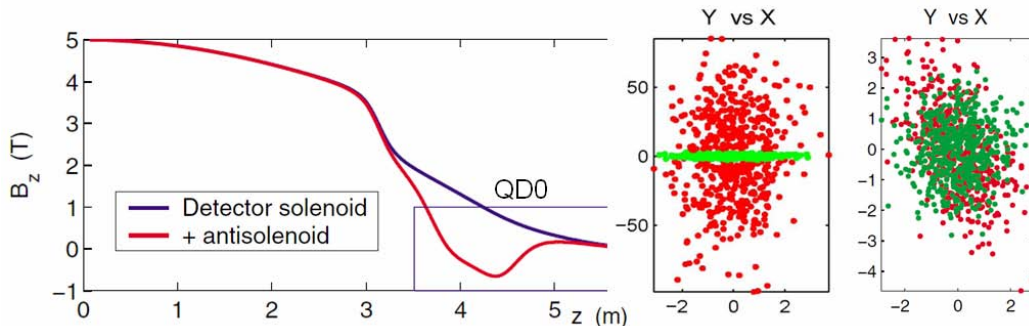 B_z (T)
5
4
3
2
1
0
−1
QD0
Detector solenoid
+ antisolenoid
0 1 2 3 4 5
z (m)
Y vs X
50
0
−50
−2 0 2
Y vs X
3
2
1
0
−1
−2
−3
−4
−2 0 2